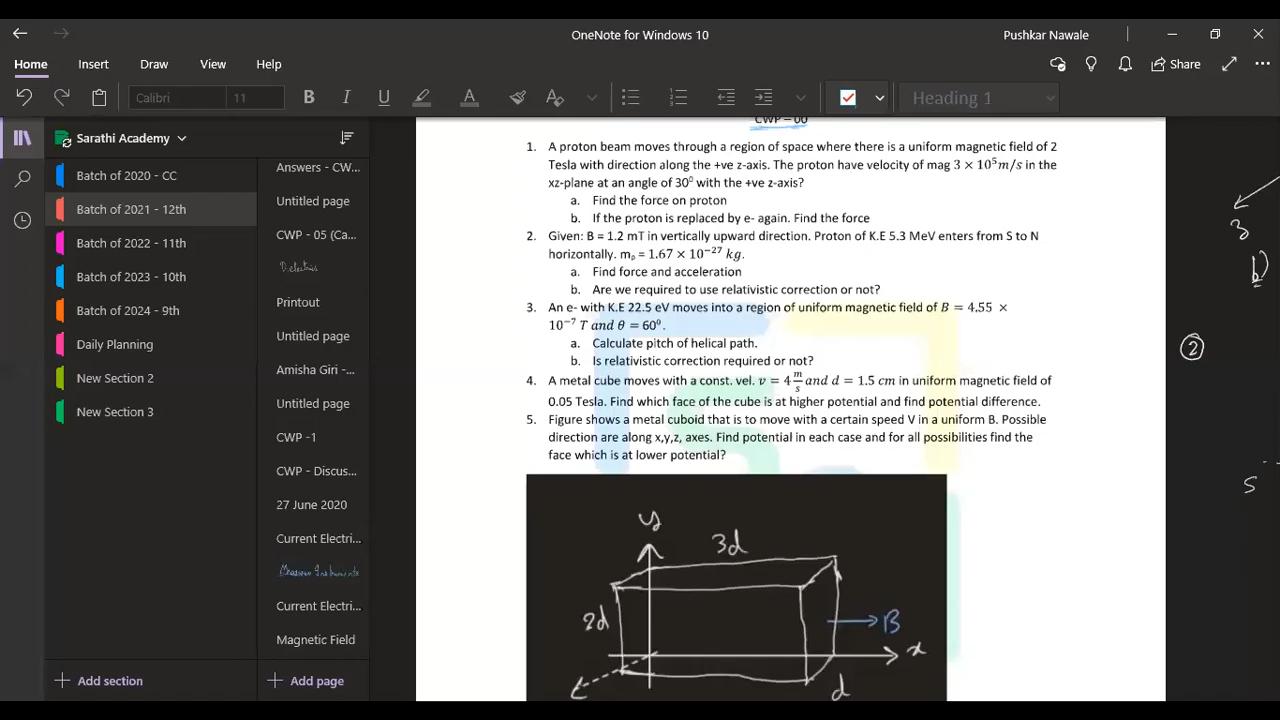 OneNote for Windows 10
Pushkar Nawale
Home
Insert
Draw
View
Help
Share
Calibri
11
B
I
U
A
Heading 1
Sarathi Academy
Batch of 2020 - CC
Batch of 2021 - 12th
Batch of 2022 - 11th
Batch of 2023 - 10th
Batch of 2024 - 9th
Daily Planning
New Section 2
New Section 3
Add section
Answers - CW...
Untitled page
CWP - 05 (Ca...
Printout
Untitled page
Amisha Giri -...
Untitled page
CWP -1
CWP - Discus...
27 June 2020
Current Electri...
Current Electri...
Magnetic Field
Add page
CWP – 00
1. A proton beam moves through a region of space where there is a uniform magnetic field of 2
Tesla with direction along the +ve z-axis. The proton have velocity of mag 3 × 10⁵m/s in the
xz-plane at an angle of 30⁰ with the +ve z-axis?
a. Find the force on proton
b. If the proton is replaced by e- again. Find the force
2. Given: B = 1.2 mT in vertically upward direction. Proton of K.E 5.3 MeV enters from S to N
horizontally. mₚ = 1.67 × 10⁻²⁷ kg.
a. Find force and acceleration
b. Are we required to use relativistic correction or not?
3. An e- with K.E 22.5 eV moves into a region of uniform magnetic field of B = 4.55 ×
10⁻⁷ T and θ = 60⁰.
a. Calculate pitch of helical path.
b. Is relativistic correction required or not?
4. A metal cube moves with a const. vel. v = 4 m/s and d = 1.5 cm in uniform magnetic field of
0.05 Tesla. Find which face of the cube is at higher potential and find potential difference.
5. Figure shows a metal cuboid that is to move with a certain speed V in a uniform B. Possible
direction are along x,y,z, axes. Find potential in each case and for all possibilities find the
face which is at lower potential?
y
3d
2d
B
x
d
3
b)
2
S